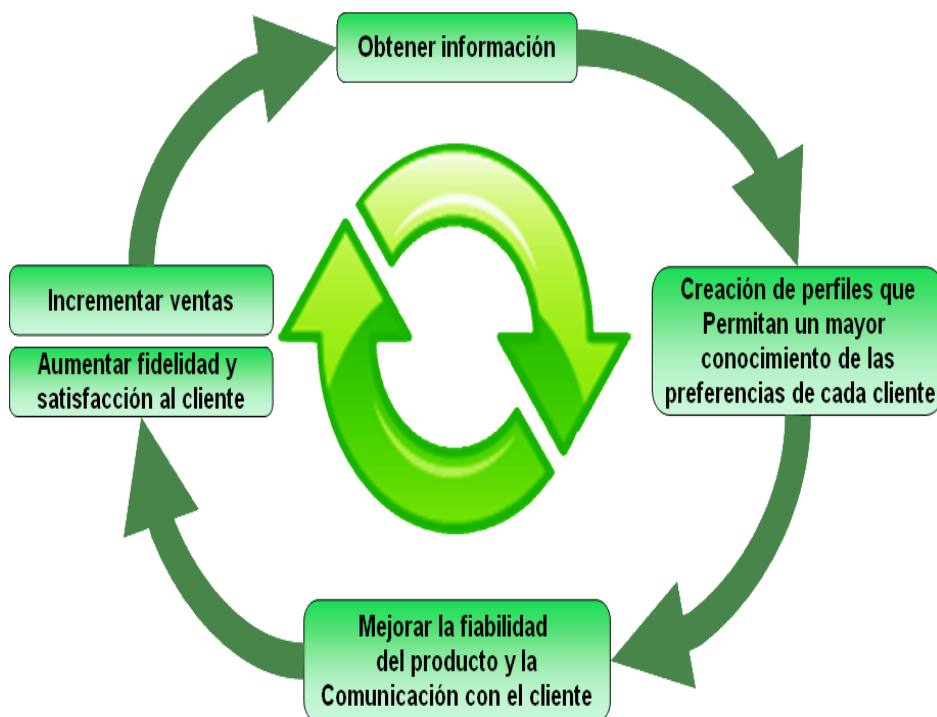 Obtener información
Creación de perfiles que
Permitan un mayor
conocimiento de las
preferencias de cada cliente
Mejorar la fiabilidad
del producto y la
Comunicación con el cliente
Incrementar ventas
Aumentar fidelidad y
satisfacción al cliente